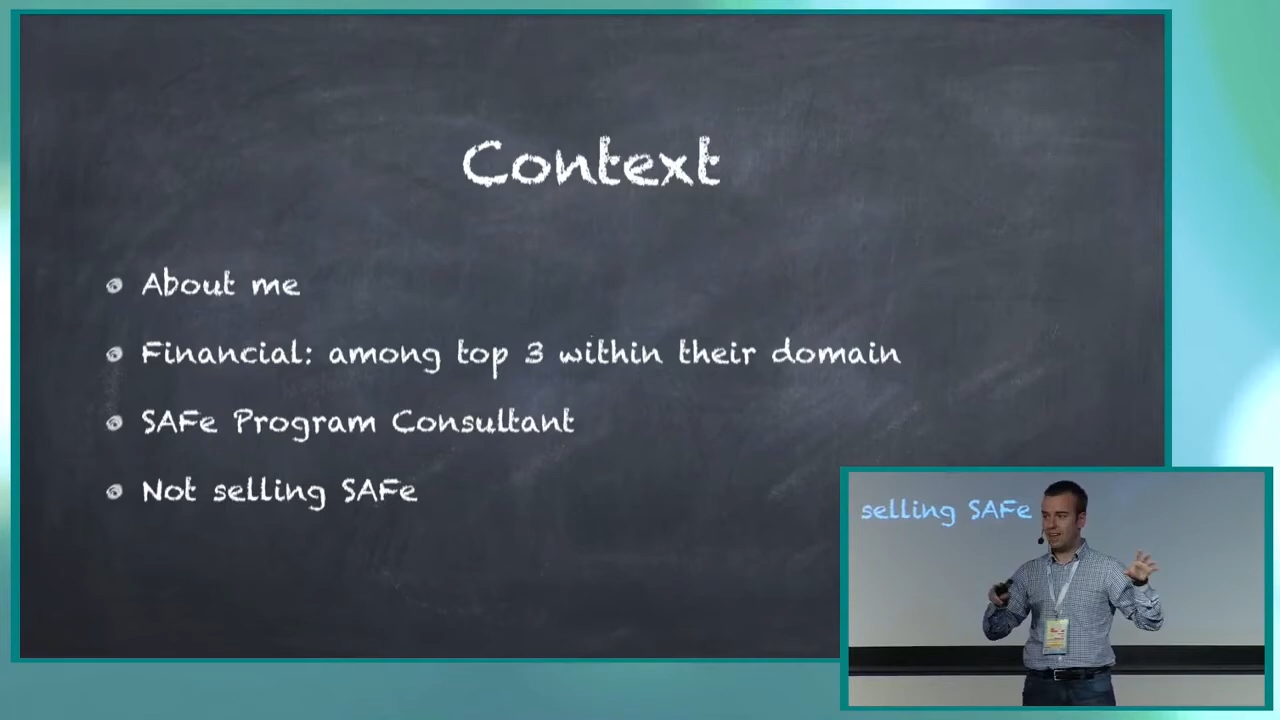 Context
About me
Financial: among top 3 within their domain
SAFe Program Consultant
Not selling SAFe
selling SAFe